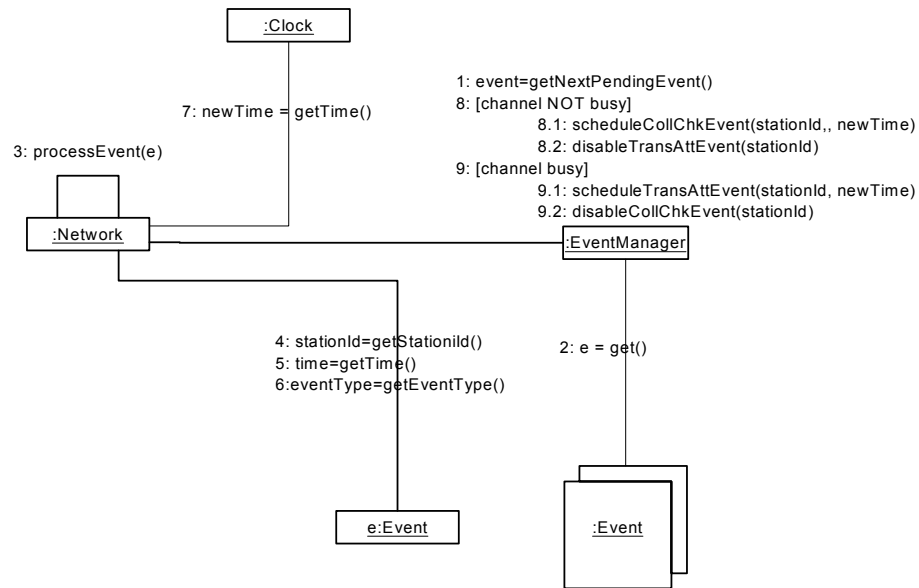 :Clock
1: event=getNextPendingEvent()
8: [channel NOT busy]
8.1: scheduleCollChkEvent(stationId,, newTime)
8.2: disableTransAttEvent(stationId)
9: [channel busy]
9.1: scheduleTransAttEvent(stationId, newTime)
9.2: disableCollChkEvent(stationId)
7: newTime = getTime()
3: processEvent(e)
:Network
:EventManager
4: stationId=getStationiId()
5: time=getTime()
6:eventType=getEventType()
2: e = get()
e:Event
:Event